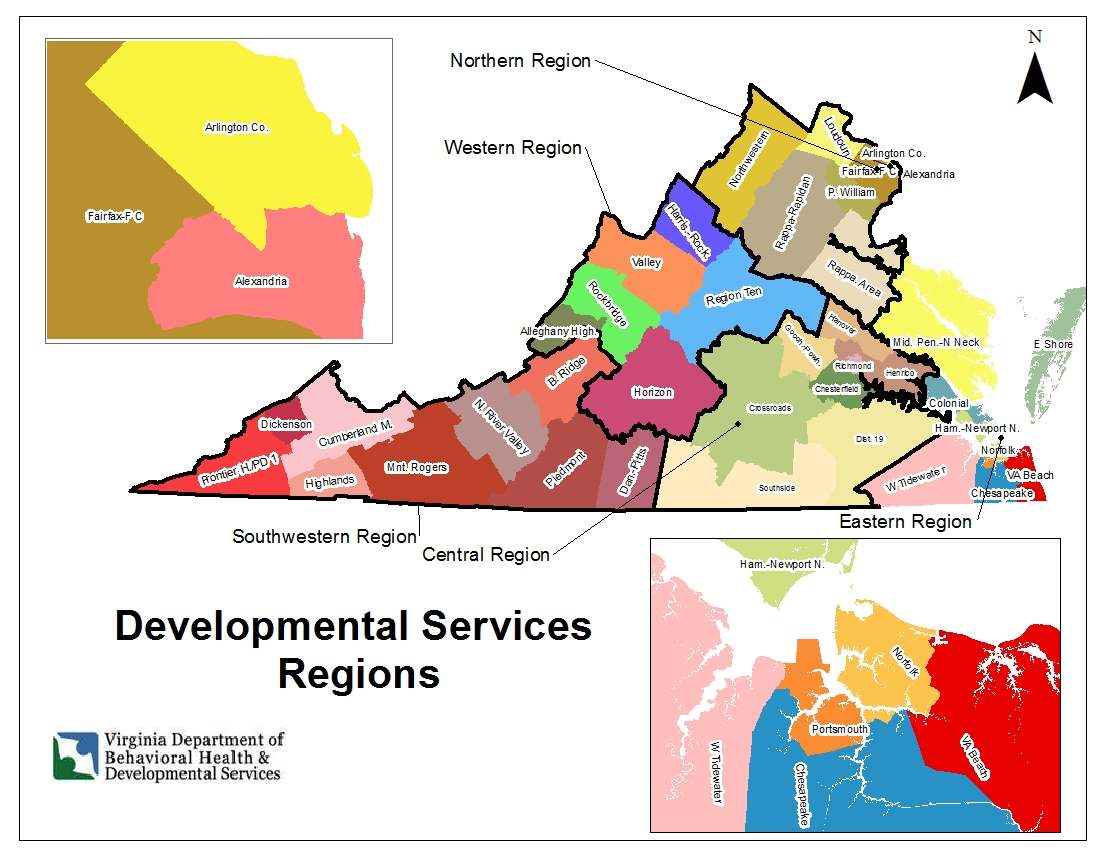 N
Northern Region
Western Region
Arlington Co.
Fairfax-F C
Alexandria
Northwestern
Loudoun
Arlington Co.
Fairfax-F C
Alexandria
P. William
Rappa-Rapidan
Harris.-Rock.
Valley
Rappa. Area
Region Ten
Rockbridge
Alleghany High.
Hanover
Gooch.-Powh.
Mid. Pen.-N Neck
E Shore
Richmond
Henrico
B. Ridge
Horizon
Chesterfield
Colonial
Crossroads
Dickenson
Cumberland M.
N. River Valley
Ham.-Newport N.
Dist. 19
Norfolk
Frontier H./PD 1
Highlands
Mnt. Rogers
Piedmont
Dan-Pitts.
Southside
W Tidewater
VA Beach
Chesapeake
Eastern Region
Southwestern Region
Central Region
Ham.-Newport N.
Norfolk
Portsmouth
W Tidewater
Chesapeake
VA Beach
Developmental Services
Regions
Virginia Department of
Behavioral Health &
Developmental Services